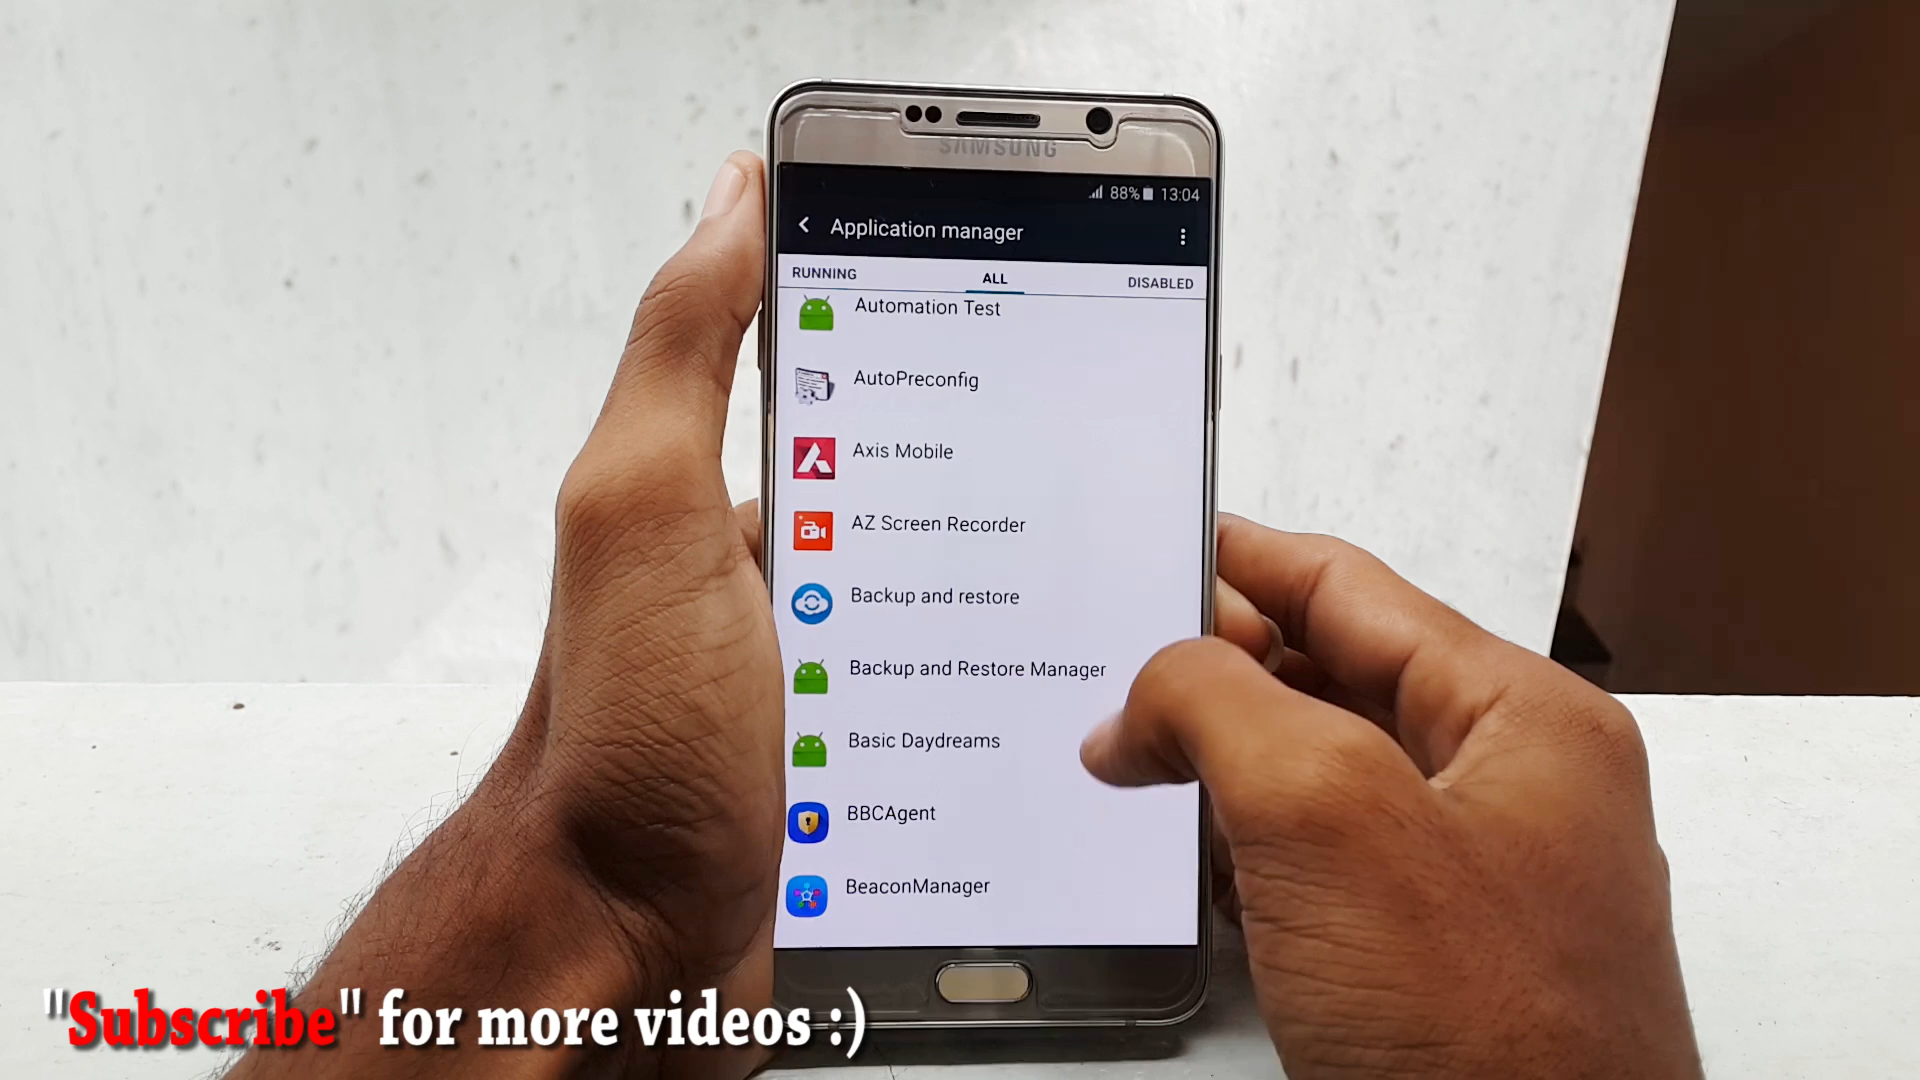 SAMSUNG
88% 13:04
Application manager
RUNNING ALL DISABLED
Automation Test
AutoPreconfig
Axis Mobile
AZ Screen Recorder
Backup and restore
Backup and Restore Manager
Basic Daydreams
BBCAgent
BeaconManager
"Subscribe" for more videos :)